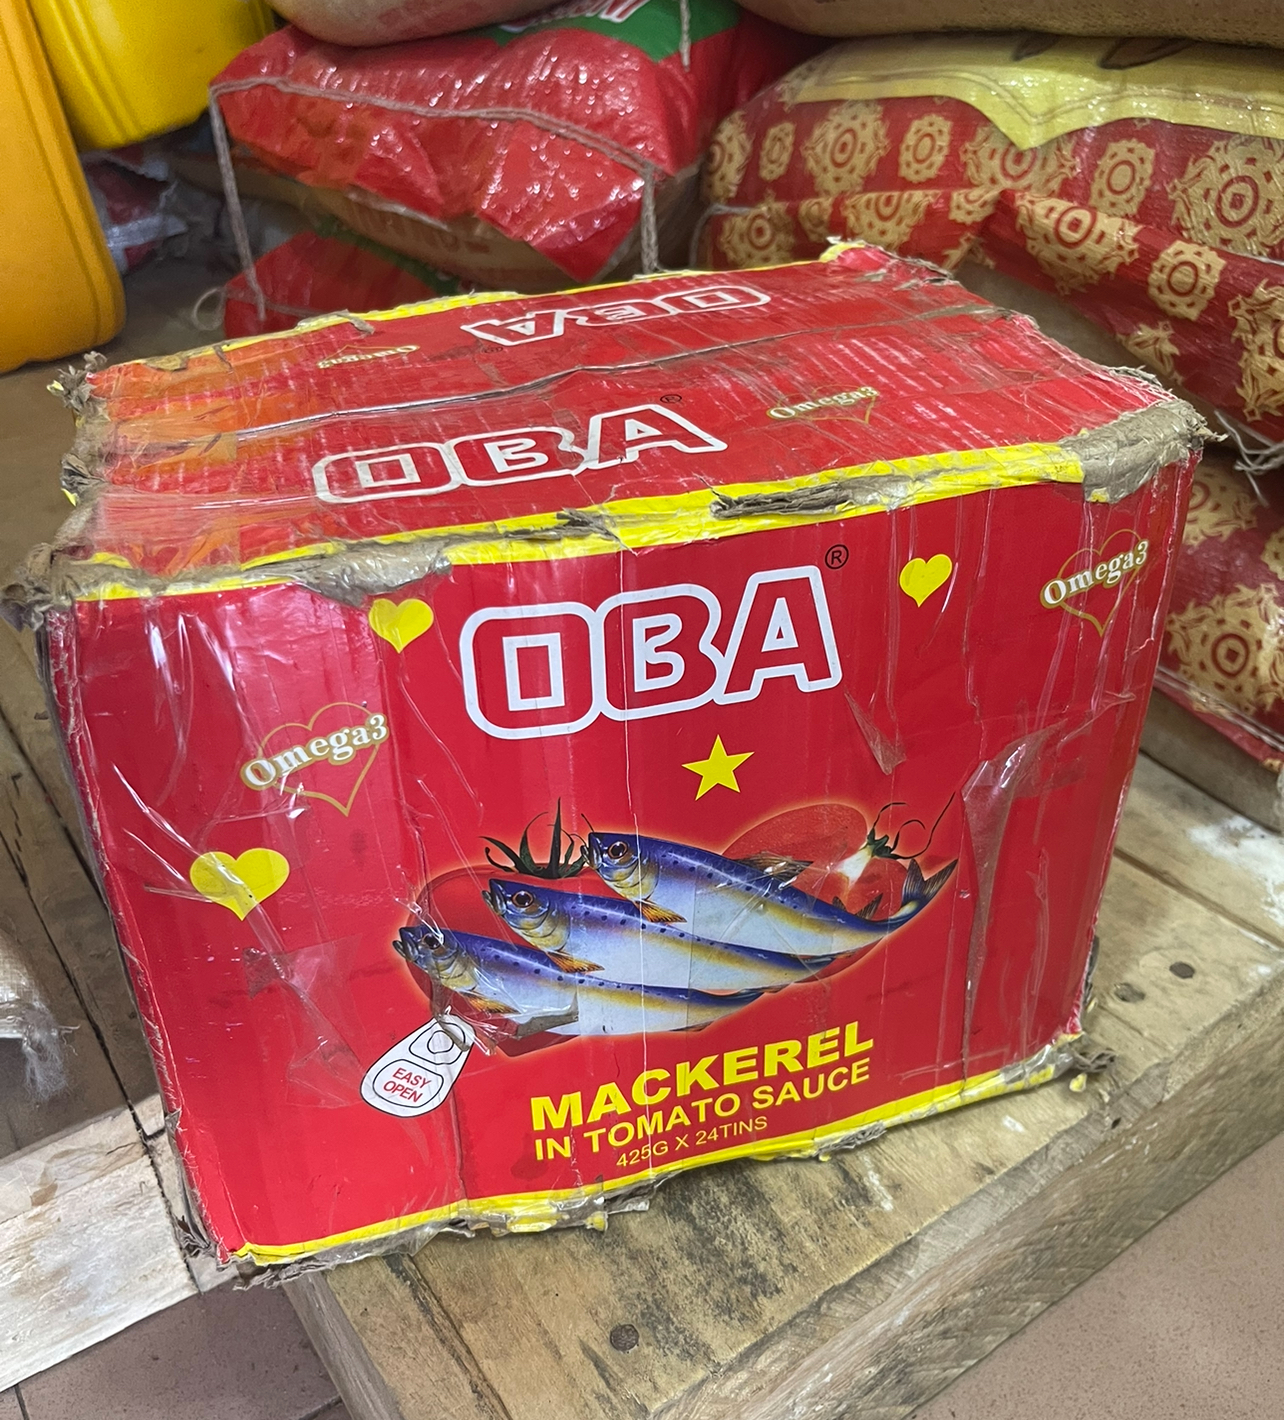 OBA
Omega3
OBA ®
Omega3
OBA ®
Omega3
Omega3
EASY
OPEN
MACKEREL
IN TOMATO SAUCE
425G X 24TINS